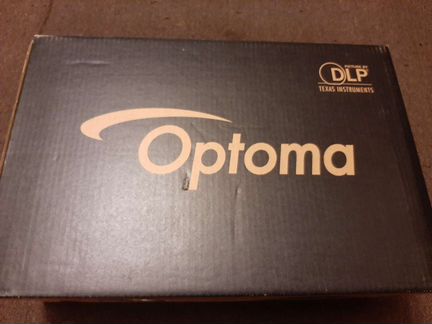 PICTURE BY
DLP
TEXAS INSTRUMENTS
Optoma